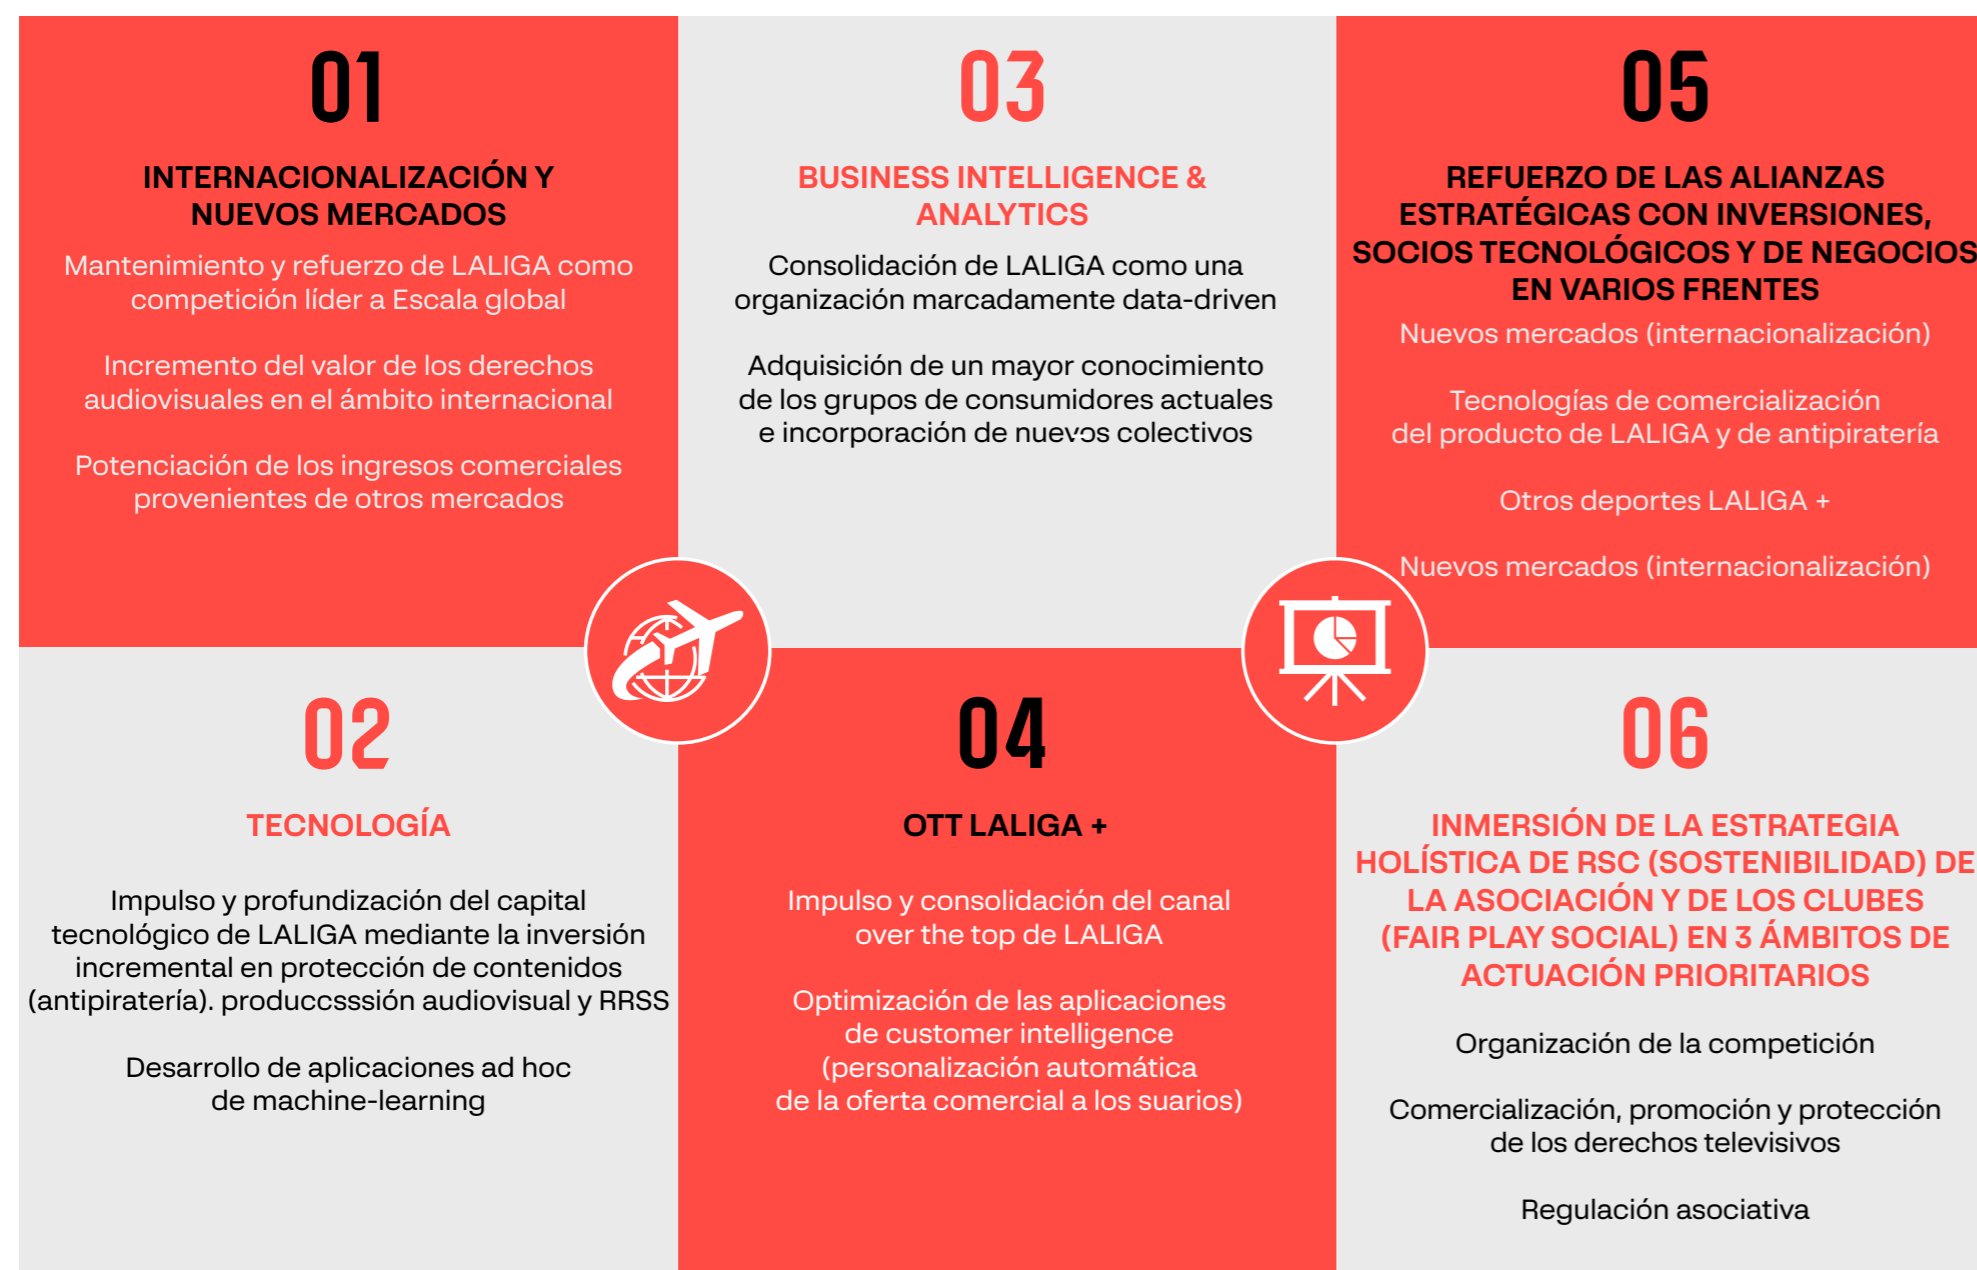 01
INTERNACIONALIZACIÓN Y
NUEVOS MERCADOS
Mantenimiento y refuerzo de LALIGA como
competición líder a Escala global
Incremento del valor de los derechos
audiovisuales en el ámbito internacional
Potenciación de los ingresos comerciales
provenientes de otros mercados
02
TECNOLOGÍA
Impulso y profundización del capital
tecnológico de LALIGA mediante la inversión
incremental en protección de contenidos
(antipiratería). produccsssión audiovisual y RRSS
Desarrollo de aplicaciones ad hoc
de machine-learning
03
BUSINESS INTELLIGENCE &
ANALYTICS
Consolidación de LALIGA como una
organización marcadamente data-driven
Adquisición de un mayor conocimiento
de los grupos de consumidores actuales
e incorporación de nuevos colectivos
04
OTT LALIGA +
Impulso y consolidación del canal
over the top de LALIGA
Optimización de las aplicaciones
de customer intelligence
(personalización automática
de la oferta comercial a los suarios)
05
REFUERZO DE LAS ALIANZAS
ESTRATÉGICAS CON INVERSIONES,
SOCIOS TECNOLÓGICOS Y DE NEGOCIOS
EN VARIOS FRENTES
Nuevos mercados (internacionalización)
Tecnologías de comercialización
del producto de LALIGA y de antipiratería
Otros deportes LALIGA +
Nuevos mercados (internacionalización)
06
INMERSIÓN DE LA ESTRATEGIA
HOLÍSTICA DE RSC (SOSTENIBILIDAD) DE
LA ASOCIACIÓN Y DE LOS CLUBES
(FAIR PLAY SOCIAL) EN 3 ÁMBITOS DE
ACTUACIÓN PRIORITARIOS
Organización de la competición
Comercialización, promoción y protección
de los derechos televisivos
Regulación asociativa